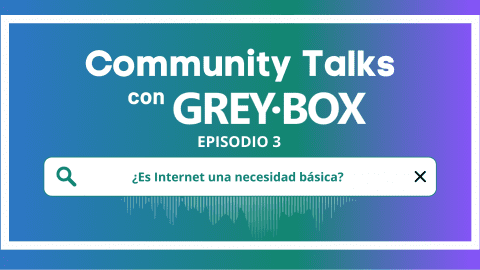 Community Talks
con GREY·BOX
EPISODIO 3
¿Es Internet una necesidad básica?